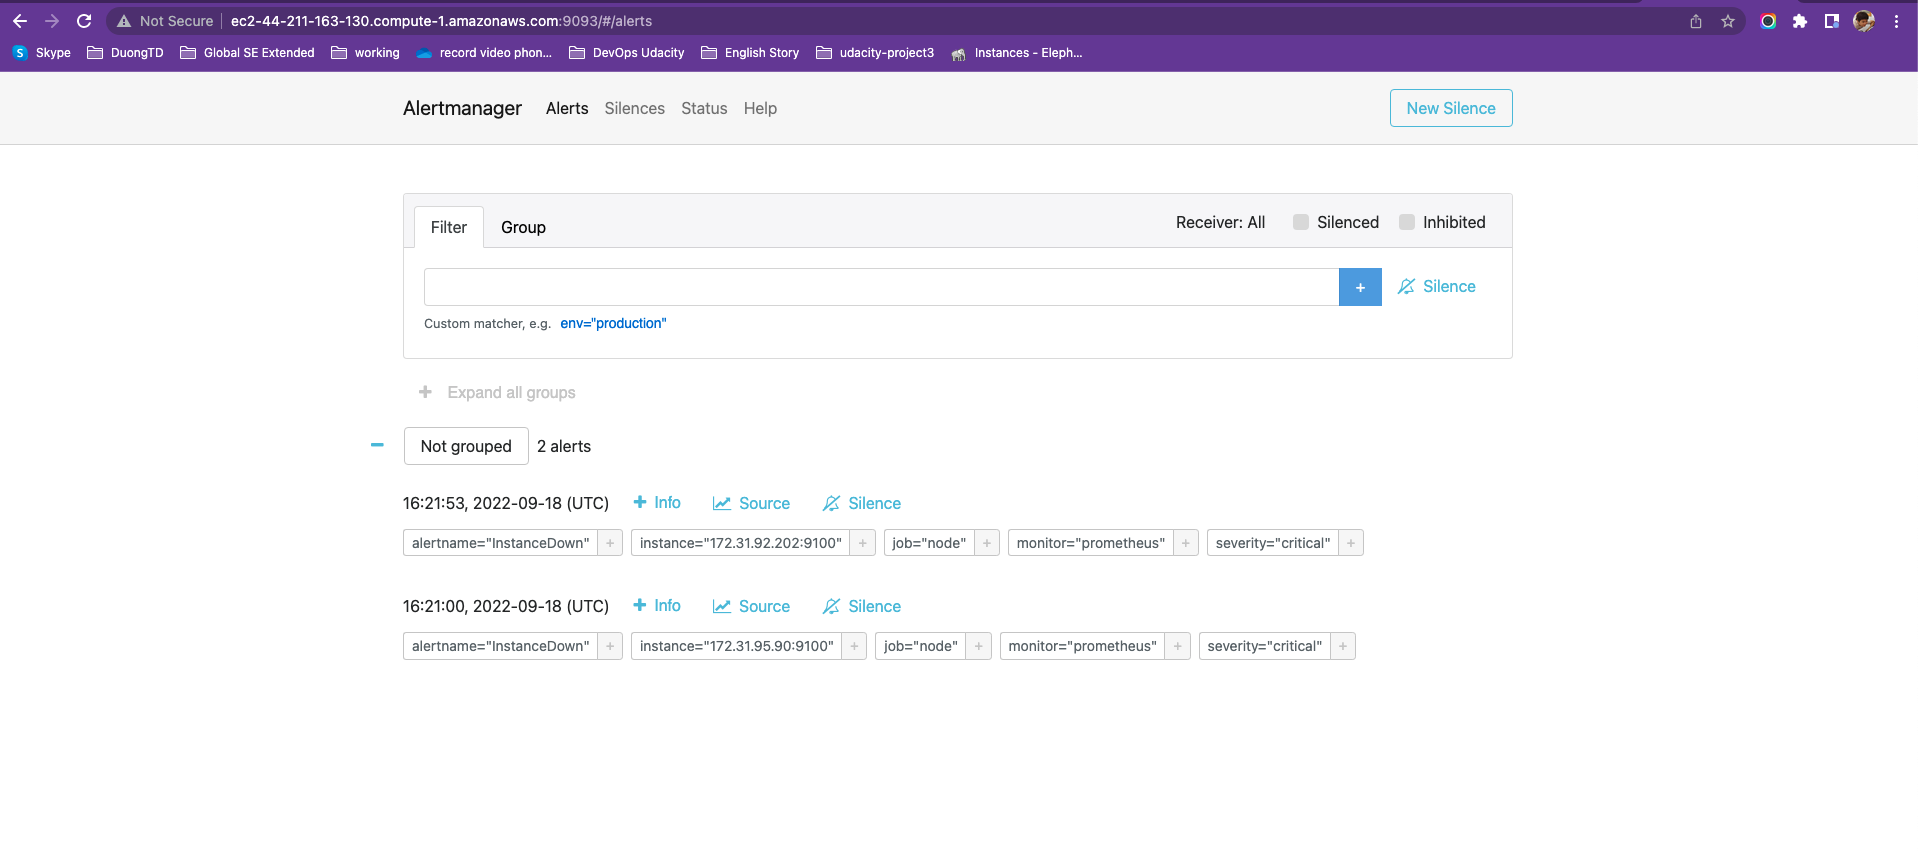 Not Secure ec2-44-211-163-130.compute-1.amazonaws.com:9093/#/alerts
S Skype DuongTD Global SE Extended working record video phon... DevOps Udacity English Story udacity-project3 Instances - Eleph...
Alertmanager Alerts Silences Status Help New Silence
Filter Group Receiver: All Silenced Inhibited
+ Silence
Custom matcher, e.g. env="production"
+ Expand all groups
− Not grouped 2 alerts
16:21:53, 2022-09-18 (UTC) + Info Source Silence
alertname="InstanceDown" + instance="172.31.92.202:9100" + job="node" + monitor="prometheus" + severity="critical" +
16:21:00, 2022-09-18 (UTC) + Info Source Silence
alertname="InstanceDown" + instance="172.31.95.90:9100" + job="node" + monitor="prometheus" + severity="critical" +